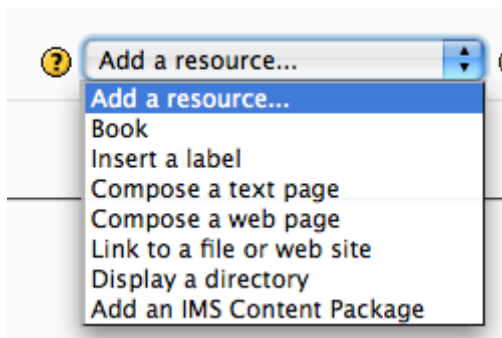 ? Add a resource...
Add a resource...
Book
Insert a label
Compose a text page
Compose a web page
Link to a file or web site
Display a directory
Add an IMS Content Package